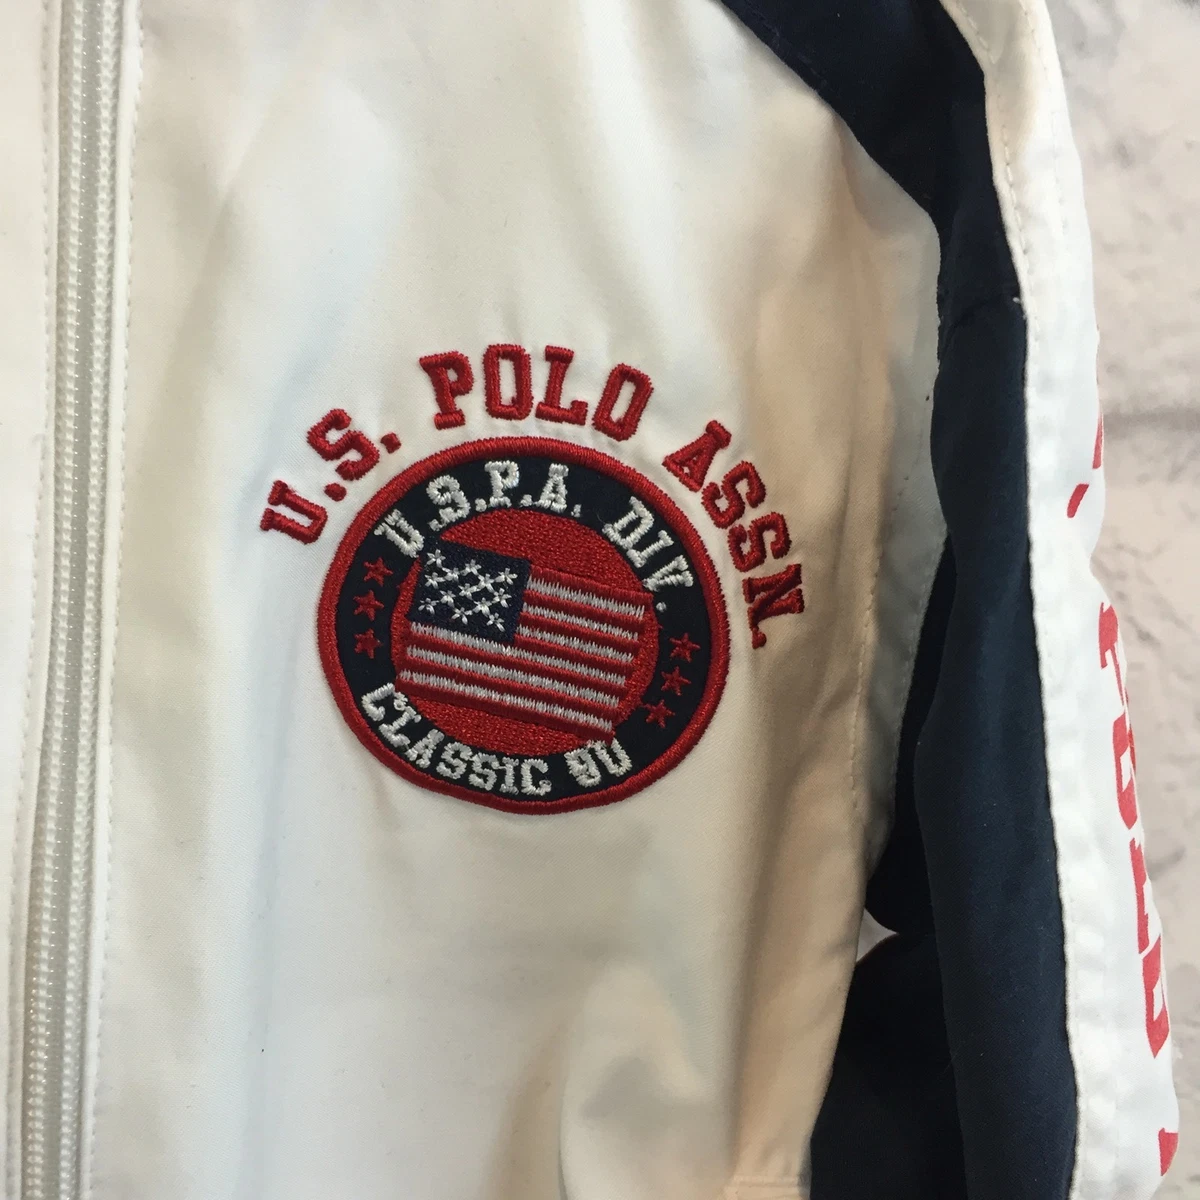 U.S. POLO ASSN.
U.S.P.A. DIV.
CLASSIC 90